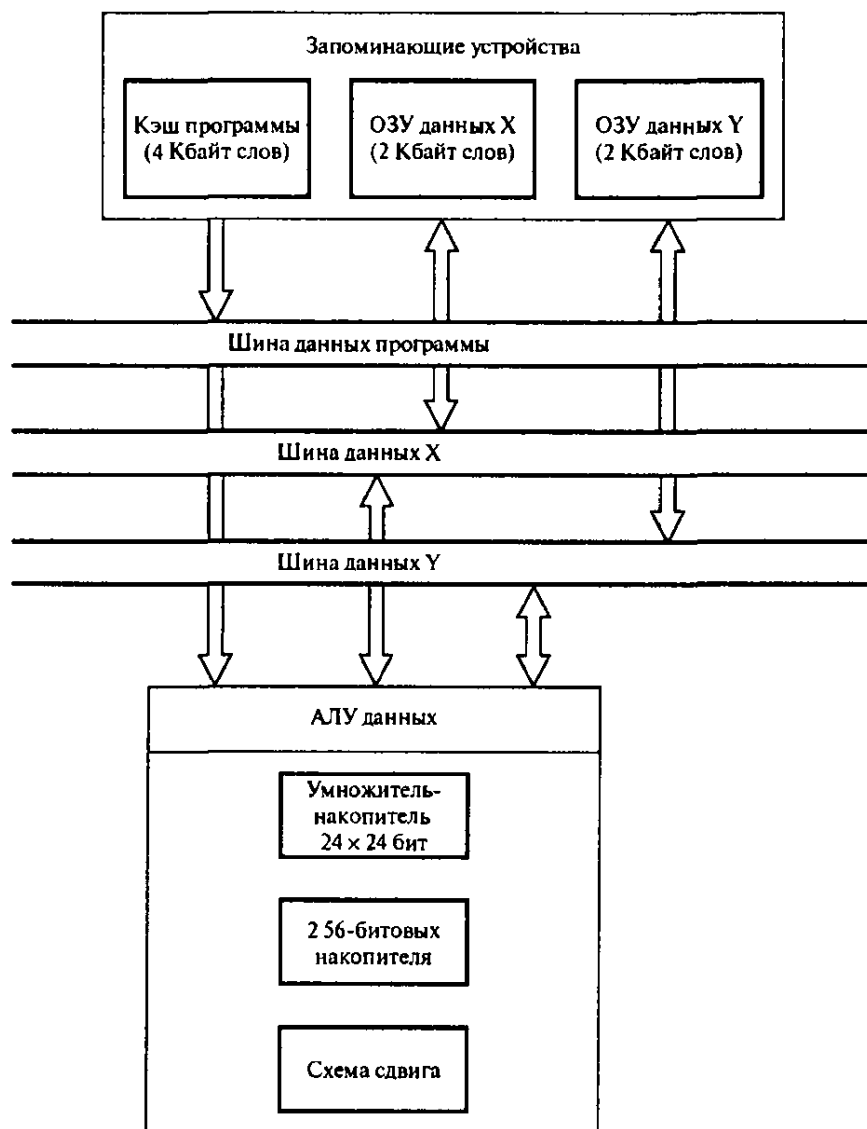 Запоминающие устройства
Кэш программы
(4 Кбайт слов)
ОЗУ данных X
(2 Кбайт слов)
ОЗУ данных Y
(2 Кбайт слов)
Шина данных программы
Шина данных X
Шина данных Y
АЛУ данных
Умножитель-
накопитель
24 × 24 бит
2 56-битовых
накопителя
Схема сдвига